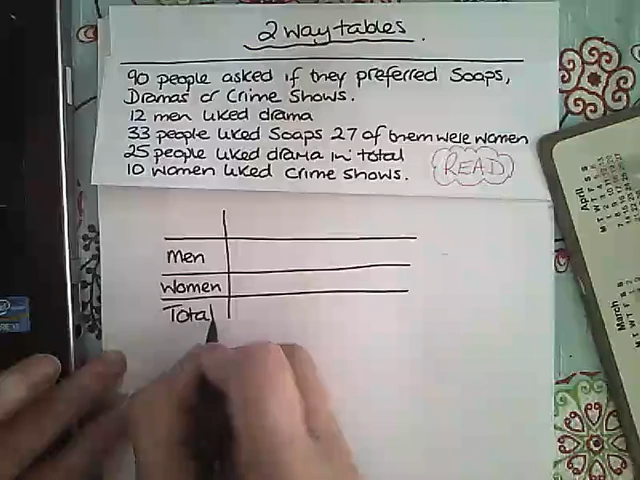 2 way tables.
90 people asked if they preferred Soaps,
Dramas or Crime Shows.
12 men liked drama
33 people liked Soaps 27 of them were women
25 people liked drama in total
10 women liked crime shows.
READ
men
women
Total
April
March